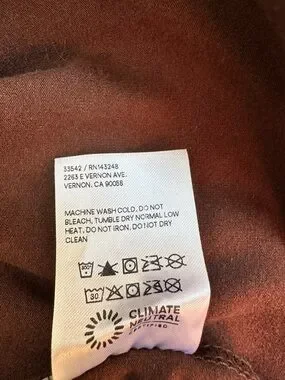 33542 / RN143248
2263 E VERNON AVE.
VERNON, CA 90058
MACHINE WASH COLD, DO NOT
BLEACH, TUMBLE DRY NORMAL LOW
HEAT, DO NOT IRON, DO NOT DRY
CLEAN
30
CLIMATE
NEUTRAL
CERTIFIED